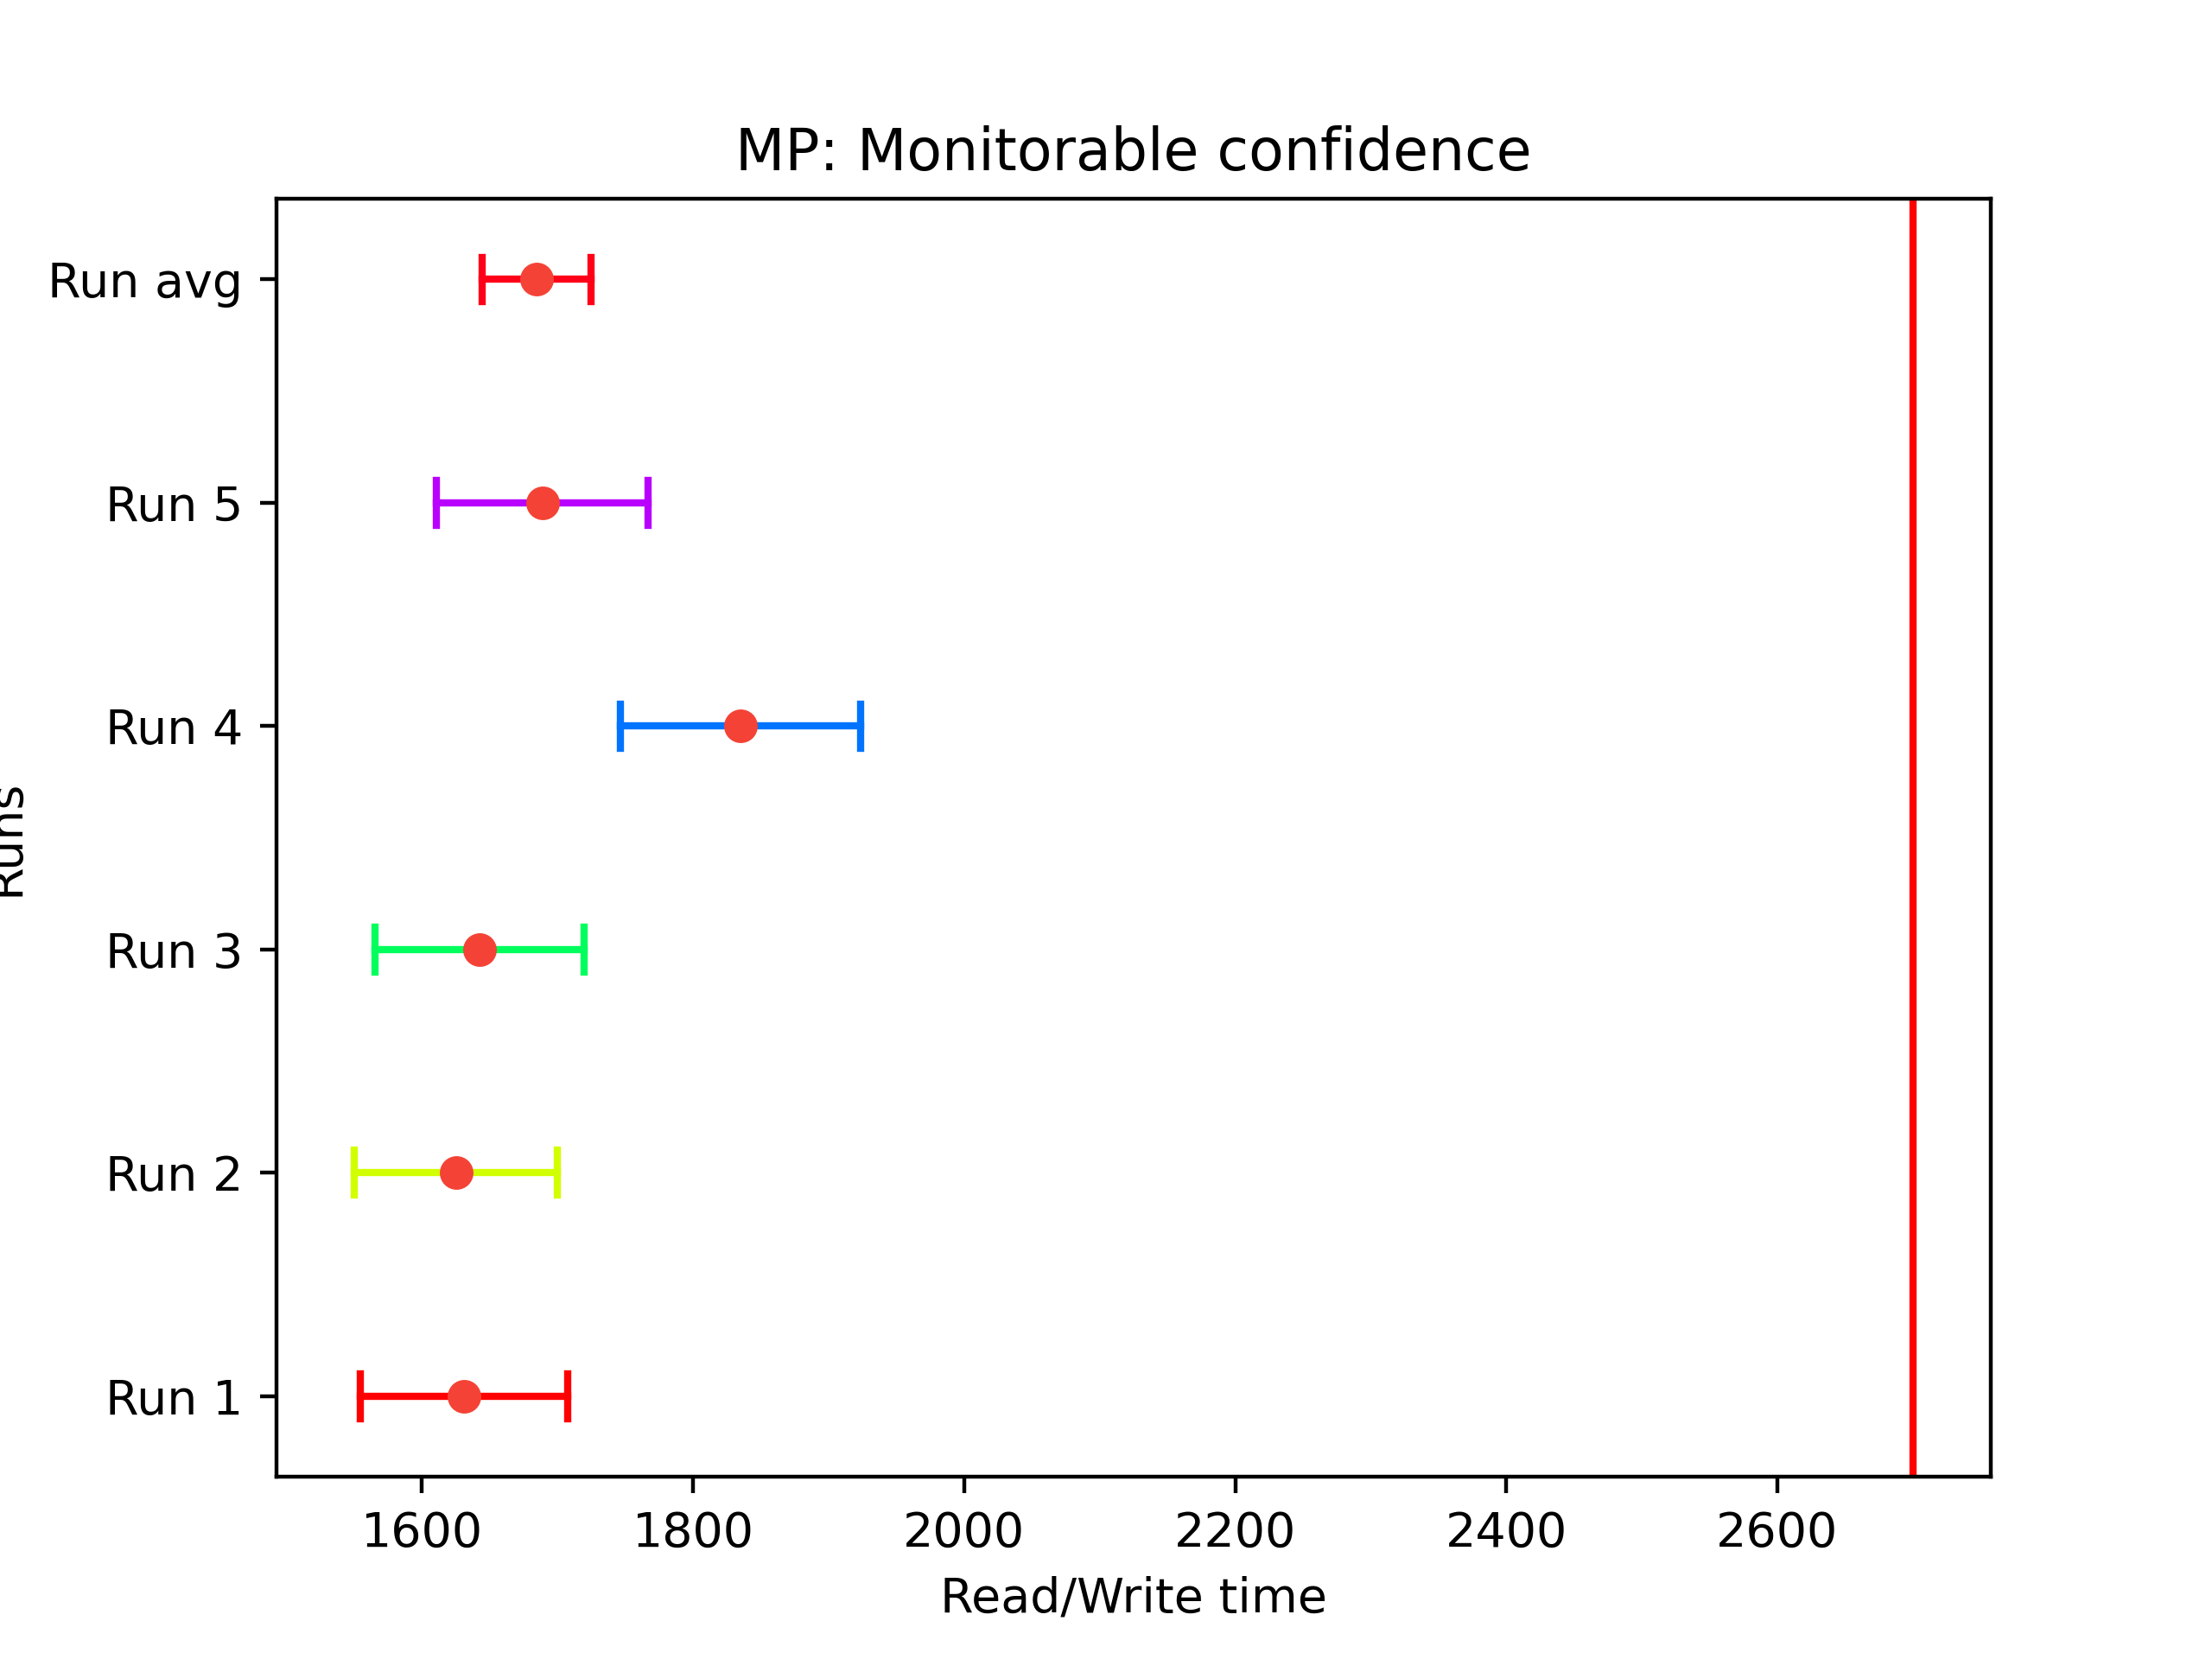 MP: Monitorable confidence
Run avg
Run 5
Run 4
Runs
Run 3
Run 2
Run 1
1600 1800 2000 2200 2400 2600
Read/Write time